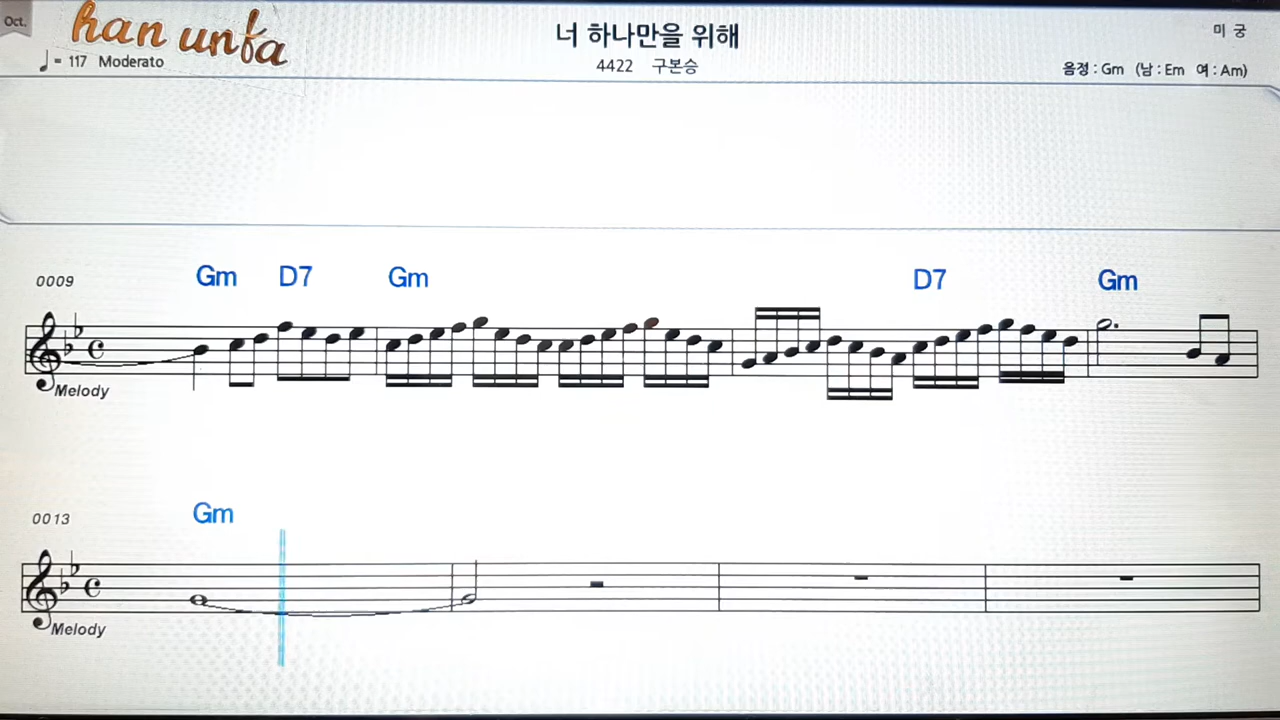 Oct.
han unfa
너 하나만을 위해
미 궁
♩= 117 Moderato
4422 구본승
음정 : Gm (남 : Em 여 : Am)
0009
Gm D7 Gm D7 Gm
Melody
0013
Gm
Melody